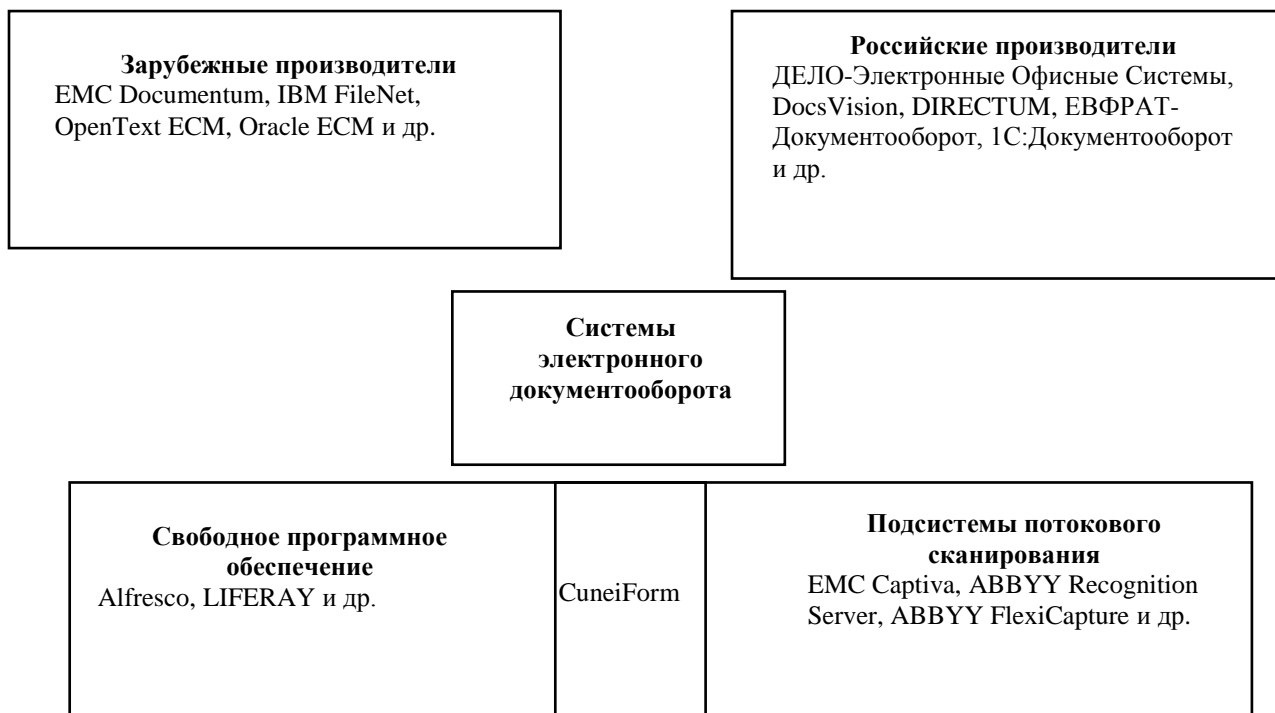 Зарубежные производители
EMC Documentum, IBM FileNet,
OpenText ECM, Oracle ECM и др.
Российские производители
ДЕЛО-Электронные Офисные Системы,
DocsVision, DIRECTUM, ЕВФРАТ-
Документооборот, 1С:Документооборот
и др.
Системы
электронного
документооборота
Свободное программное
обеспечение
Alfresco, LIFERAY и др.
CuneiForm
Подсистемы потокового
сканирования
EMC Captiva, ABBYY Recognition
Server, ABBYY FlexiCapture и др.